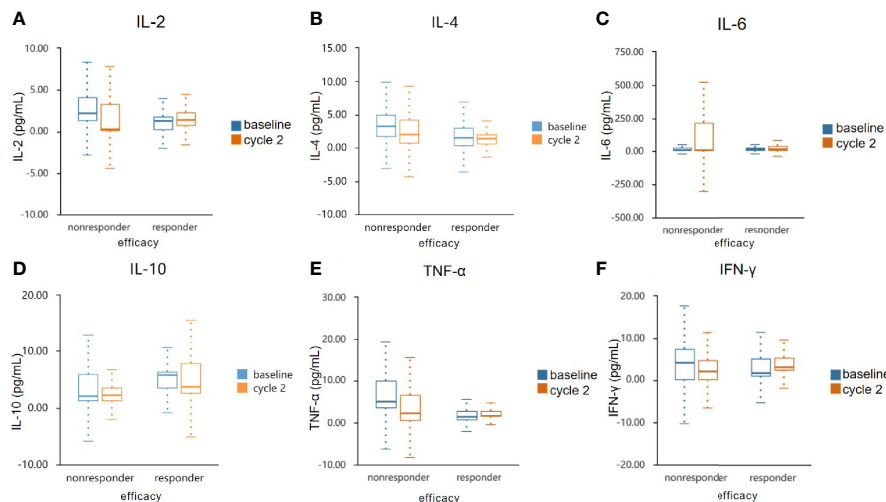 A
IL-2
10.00
5.00
0.00
-5.00
-10.00
IL-2 (pg/mL)
nonresponder
responder
efficacy
baseline
cycle 2
B
IL-4
15.00
10.00
5.00
0.00
-5.00
-10.00
IL-4 (pg/mL)
nonresponder
responder
efficacy
baseline
cycle 2
C
IL-6
750.00
500.00
250.00
0.00
-250.00
-500.00
IL-6 (pg/mL)
nonresponder
responder
efficacy
baseline
cycle 2
D
IL-10
20.00
10.00
0.00
-10.00
IL-10 (pg/mL)
nonresponder
responder
efficacy
baseline
cycle 2
E
TNF-α
30.00
20.00
10.00
0.00
-10.00
TNF-α (pg/mL)
nonresponder
responder
efficacy
baseline
cycle 2
F
IFN-γ
20.00
10.00
0.00
-10.00
-20.00
IFN-γ (pg/mL)
nonresponder
responder
efficacy
baseline
cycle 2